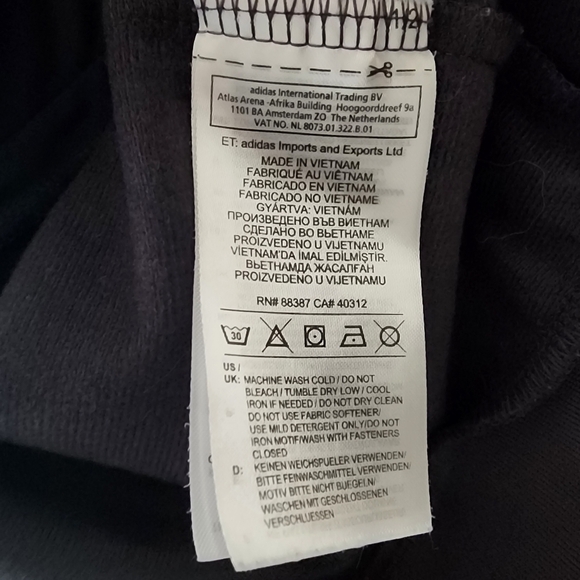 1/2
adidas International Trading BV
Atlas Arena -Afrika Building Hoogoorddreef 9a
1101 BA Amsterdam ZO The Netherlands
VAT NO. NL 8073.01.322.B.01
ET: adidas Imports and Exports Ltd
MADE IN VIETNAM
FABRIQUÉ AU VIÊTNAM
FABRICADO EN VIETNAM
FABRICADO NO VIETNAME
GYÁRTVA: VIETNÁM
ПРОИЗВЕДЕНО ВЪВ ВИЕТНАМ
СДЕЛАНО ВО ВЬЕТНАМЕ
PROIZVEDENO U VIJETNAMU
VİETNAM'DA İMAL EDİLMİŞTİR.
ВЬЕТНАМДА ЖАСАЛҒАН
PROIZVEDENO U VIJETNAMU
RN# 88387 CA# 40312
30
US /
UK: MACHINE WASH COLD / DO NOT
BLEACH / TUMBLE DRY LOW / COOL
IRON IF NEEDED / DO NOT DRY CLEAN
DO NOT USE FABRIC SOFTENER/
USE MILD DETERGENT ONLY/DO NOT
IRON MOTIF/WASH WITH FASTENERS
CLOSED
D: KEINEN WEICHSPUELER VERWENDEN/
BITTE FEINWASCHMITTEL VERWENDEN/
MOTIV BITTE NICHT BUEGELN/
WASCHEN MIT GESCHLOSSENEN
VERSCHLUESSEN